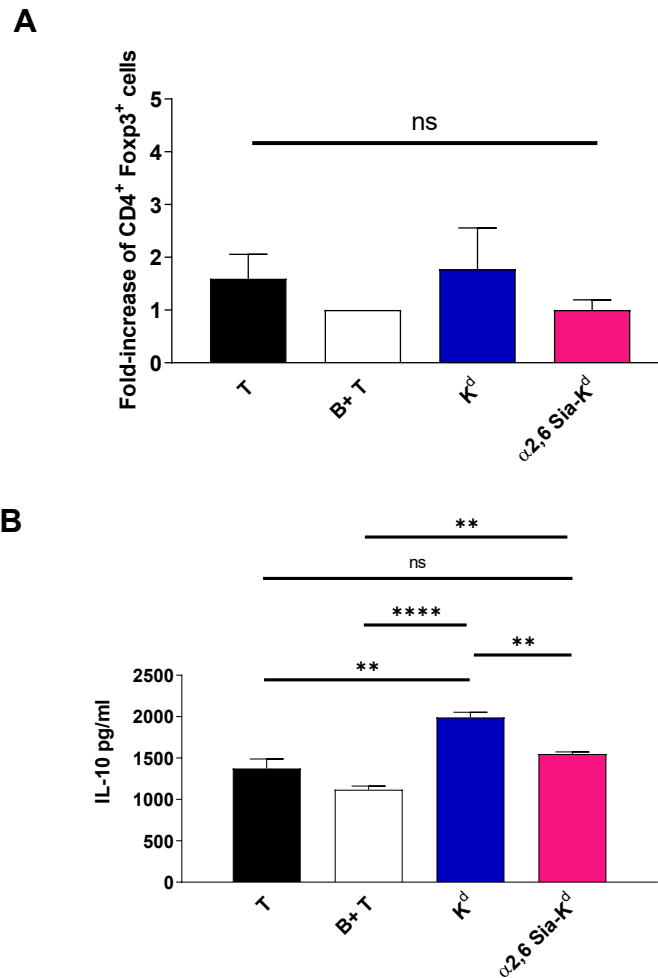 A
Fold-increase of CD4⁺ Foxp3⁺ cells
5
4
3
2
1
0
ns
T
B+ T
Kᵈ
α2,6 Sia-Kᵈ
B
**
ns
****
**
**
IL-10 pg/ml
2500
2000
1500
1000
500
0
T
B+ T
Kᵈ
α2,6 Sia-Kᵈ